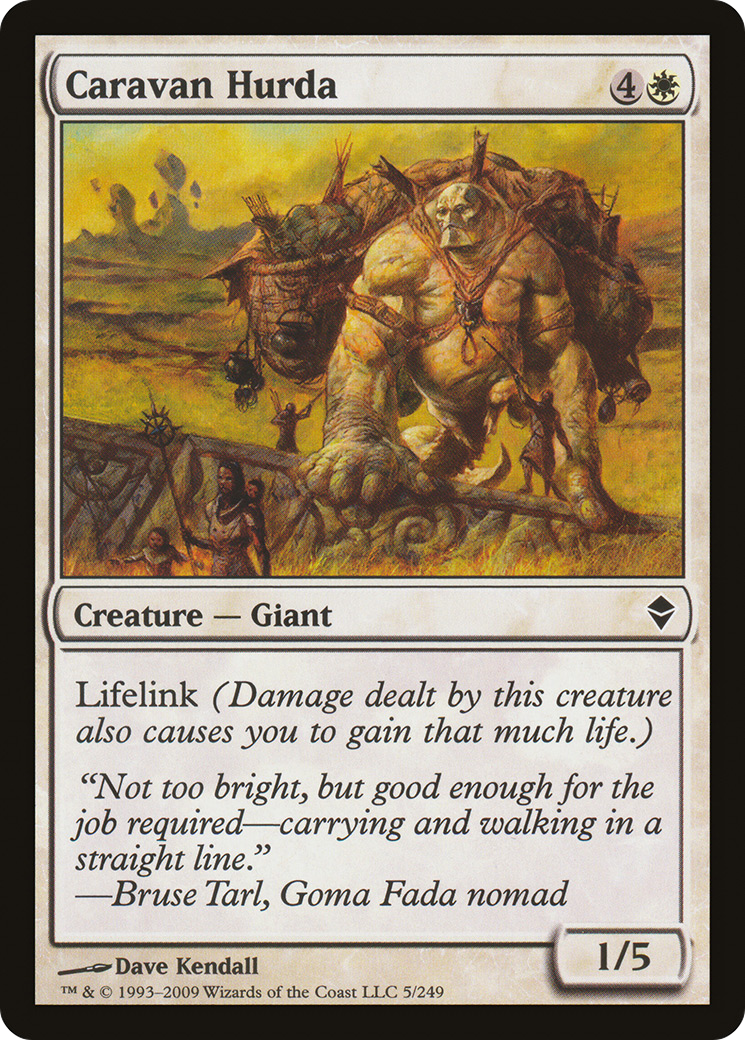 Caravan Hurda 4
Creature — Giant
Lifelink (Damage dealt by this creature
also causes you to gain that much life.)
“Not too bright, but good enough for the
job required—carrying and walking in a
straight line.”
—Bruse Tarl, Goma Fada nomad
1/5
Dave Kendall
™ & © 1993–2009 Wizards of the Coast LLC 5/249